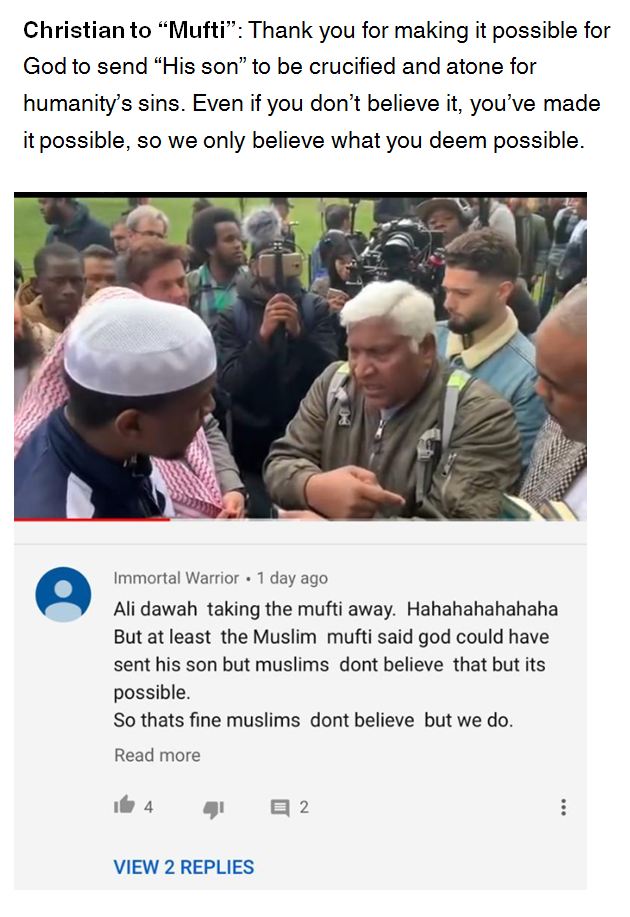 Christian to “Mufti”: Thank you for making it possible for
God to send “His son” to be crucified and atone for
humanity’s sins. Even if you don’t believe it, you’ve made
it possible, so we only believe what you deem possible.
Immortal Warrior • 1 day ago
Ali dawah taking the mufti away. Hahahahahahaha
But at least the Muslim mufti said god could have
sent his son but muslims dont believe that but its
possible.
So thats fine muslims dont believe but we do.
Read more
4
2
VIEW 2 REPLIES